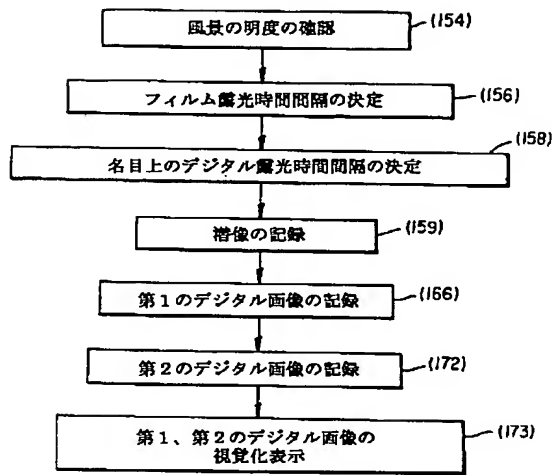 風景の明度の確認
(154)
フィルム露光時間間隔の決定
(156)
(158)
名目上のデジタル露光時間間隔の決定
潜像の記録
(159)
第1のデジタル画像の記録
(166)
第2のデジタル画像の記録
(172)
第1、第2のデジタル画像の
視覚化表示
(173)